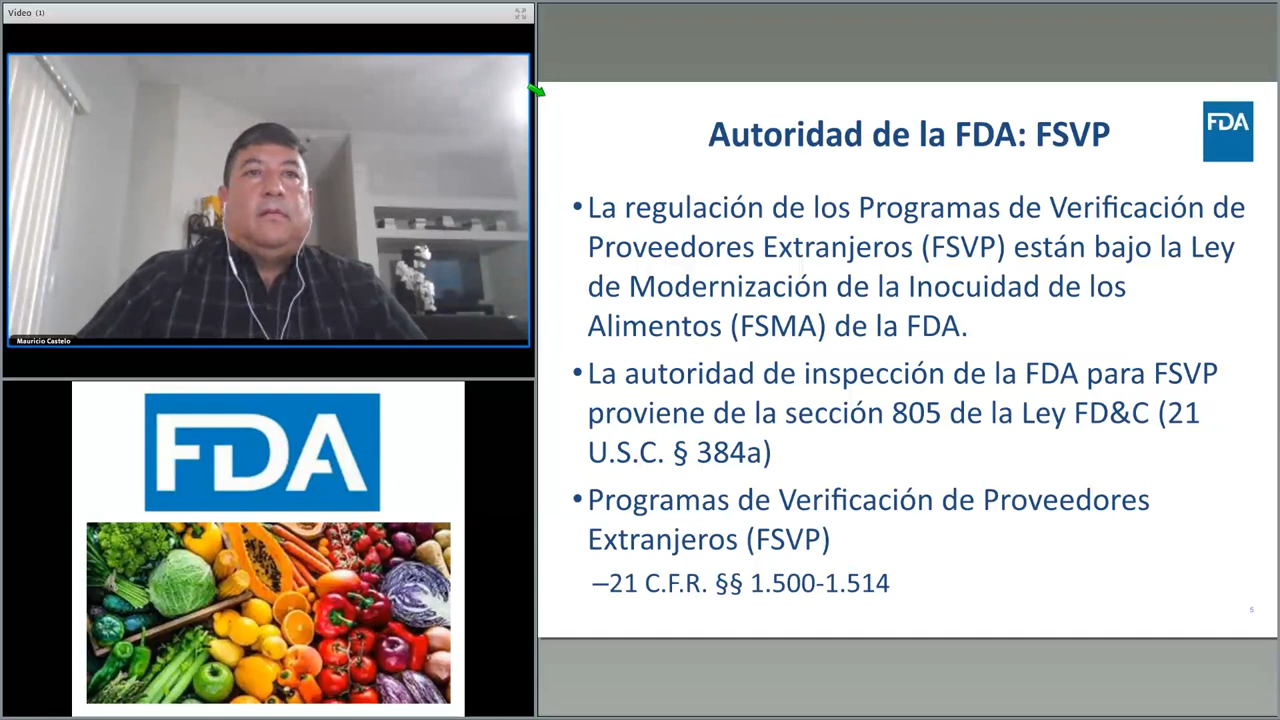 Video (1)
Mauricio Castelo
FDA
FDA
Autoridad de la FDA: FSVP
•La regulación de los Programas de Verificación de
Proveedores Extranjeros (FSVP) están bajo la Ley
de Modernización de la Inocuidad de los
Alimentos (FSMA) de la FDA.
•La autoridad de inspección de la FDA para FSVP
proviene de la sección 805 de la Ley FD&C (21
U.S.C. § 384a)
•Programas de Verificación de Proveedores
Extranjeros (FSVP)
–21 C.F.R. §§ 1.500-1.514
5